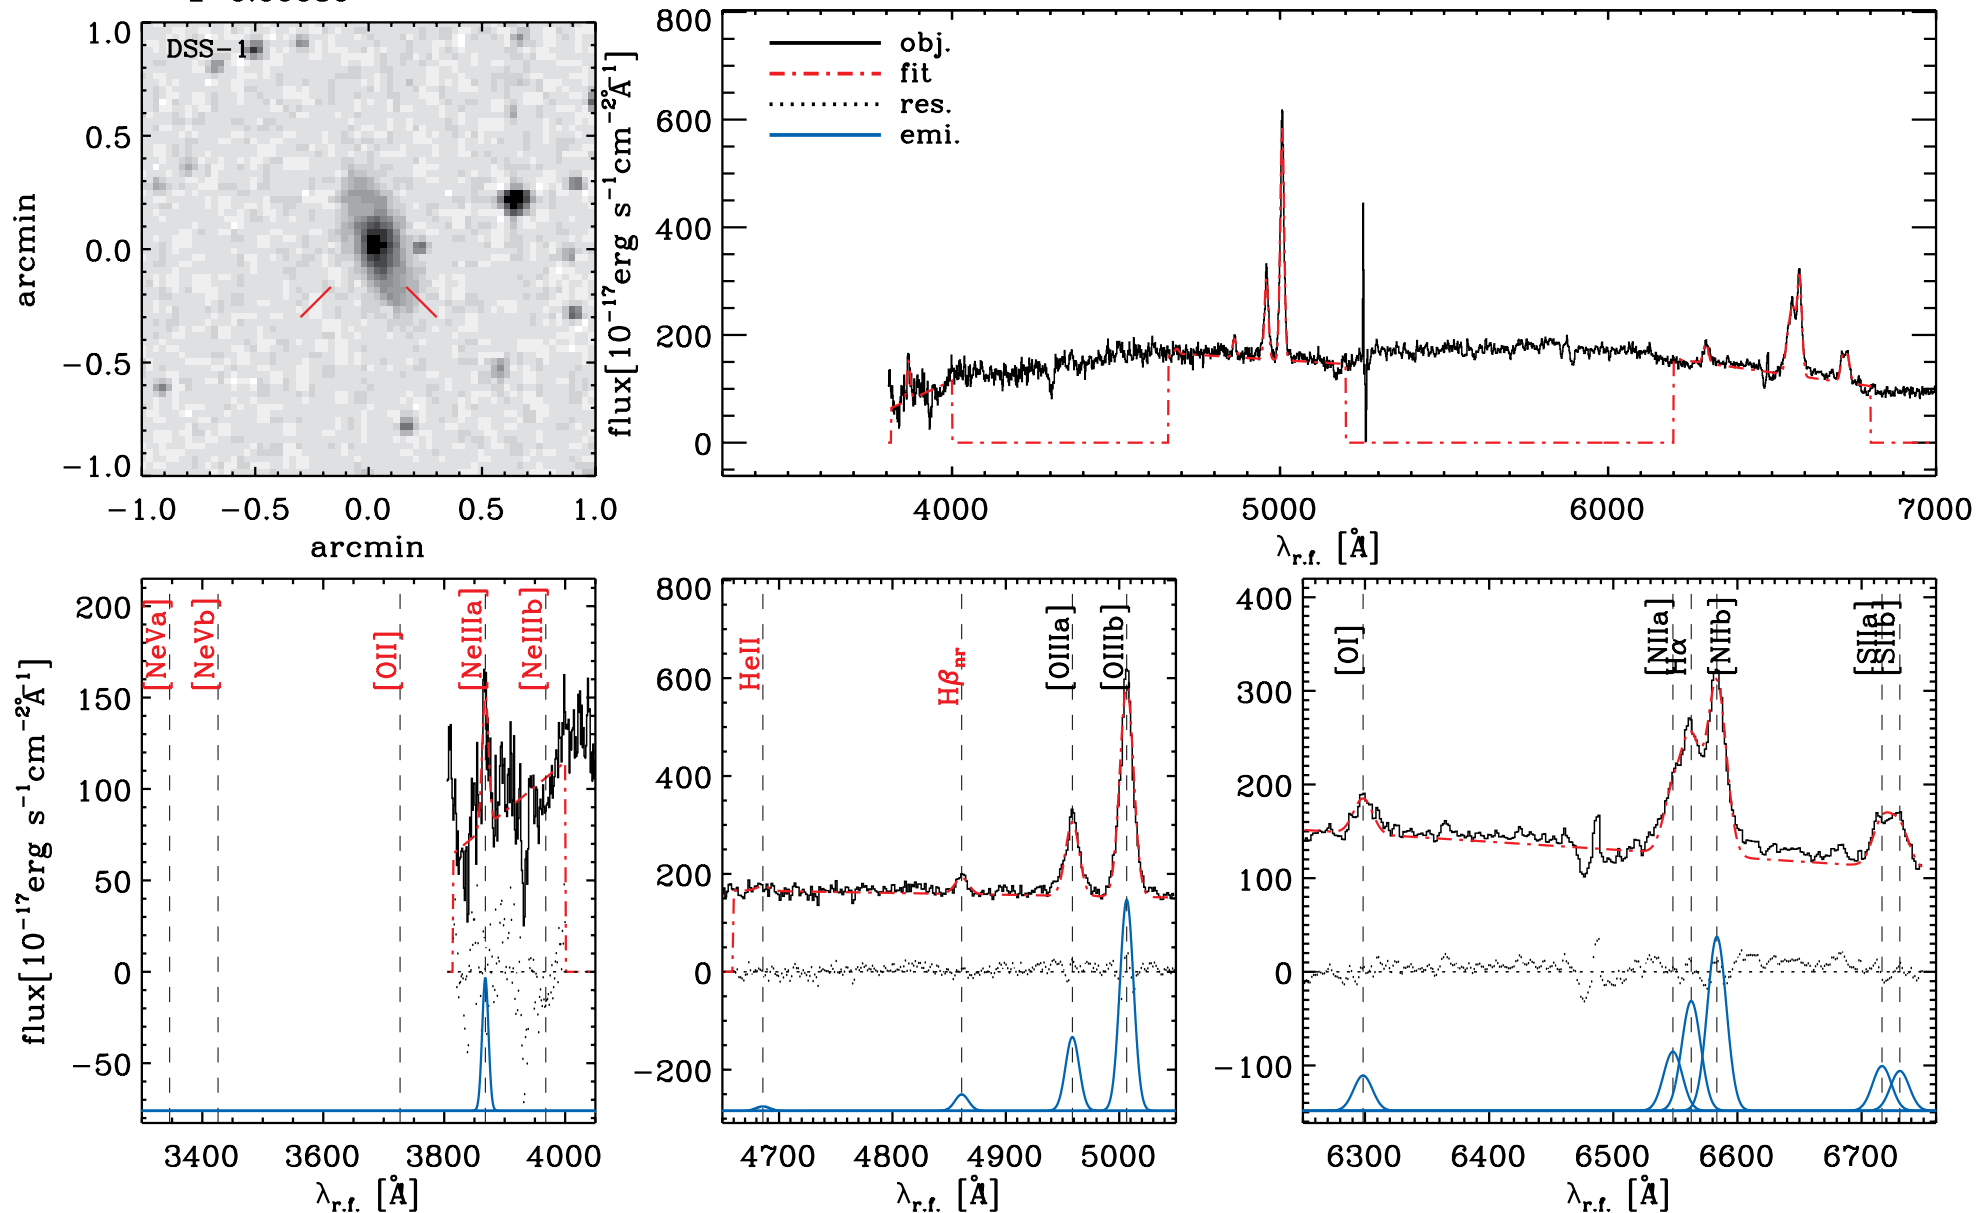 DSS-1
1.0
0.5
0.0
−0.5
−1.0
arcmin
−1.0 −0.5 0.0 0.5 1.0
arcmin
flux[10⁻¹⁷erg s⁻¹cm⁻²Å⁻¹]
800
600
400
200
0
obj.
fit
res.
emi.
4000 5000 6000 7000
λr.f. [Å]
flux[10⁻¹⁷erg s⁻¹cm⁻²Å⁻¹]
200
150
100
50
0
−50
[NeVa]
[NeVb]
[OII]
[NeIIIa]
[NeIIIb]
3400 3600 3800 4000
λr.f. [Å]
800
600
400
200
0
−200
HeII
Hβnr
[OIIIa]
[OIIIb]
4700 4800 4900 5000
λr.f. [Å]
400
300
200
100
0
−100
[OI]
[NIIa]
Hα
[NIIb]
[SIIa]
[SIIb]
6300 6400 6500 6600 6700
λr.f. [Å]